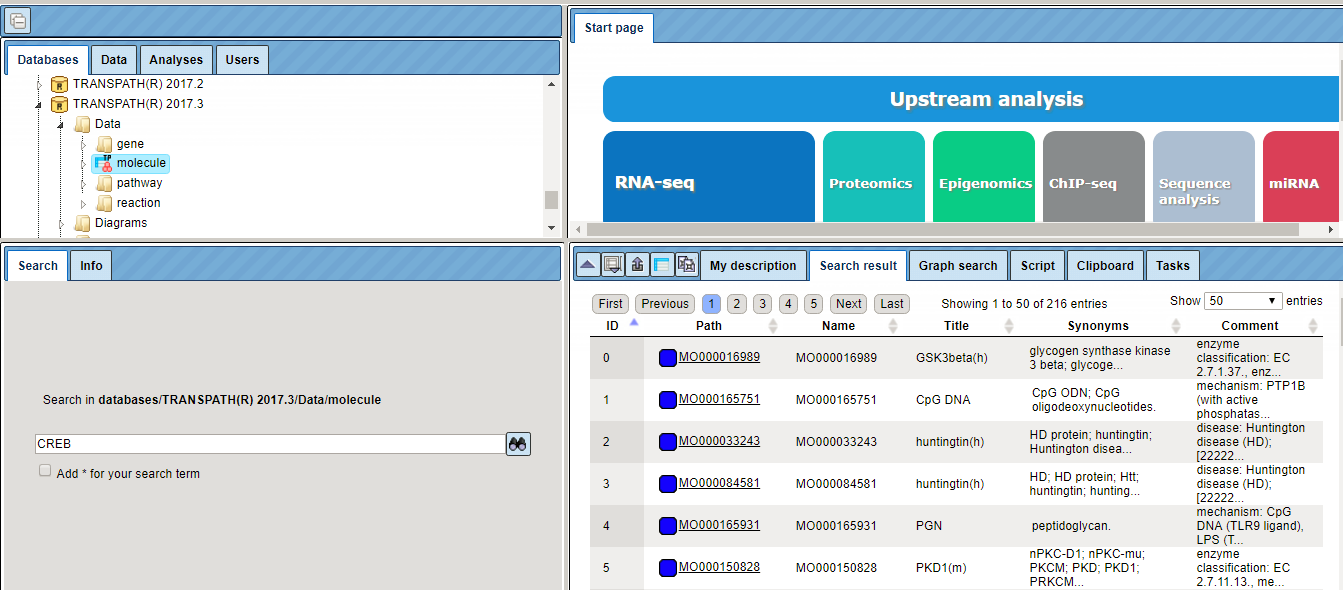 Databases Data Analyses Users
TRANSPATH(R) 2017.2
TRANSPATH(R) 2017.3
Data
gene
molecule
pathway
reaction
Diagrams
Start page
Upstream analysis
RNA-seq
Proteomics
Epigenomics
ChIP-seq
Sequence
analysis
miRNA
Search Info
Search in databases/TRANSPATH(R) 2017.3/Data/molecule
CREB
Add * for your search term
My description Search result Graph search Script Clipboard Tasks
First Previous 1 2 3 4 5 Next Last Showing 1 to 50 of 216 entries Show 50 entries
ID Path Name Title Synonyms Comment
0 MO000016989 MO000016989 GSK3beta(h)
glycogen synthase kinase
3 beta; glycoge...
enzyme
classification: EC
2.7.1.37., enz...
1 MO000165751 MO000165751 CpG DNA
CpG ODN; CpG
oligodeoxynucleotides.
mechanism: PTP1B
(with active
phosphatas...
2 MO000033243 MO000033243 huntingtin(h)
HD protein; huntingtin;
Huntington disea...
disease: Huntington
disease (HD);
[22222...
3 MO000084581 MO000084581 huntingtin(h)
HD; HD protein; Htt;
huntingtin; hunting...
disease: Huntington
disease (HD);
[22222...
4 MO000165931 MO000165931 PGN
peptidoglycan.
mechanism: CpG
DNA (TLR9 ligand),
LPS (T...
5 MO000150828 MO000150828 PKD1(m)
nPKC-D1; nPKC-mu;
PKCM; PKD; PKD1;
PRKCM...
enzyme
classification: EC
2.7.11.13., me...